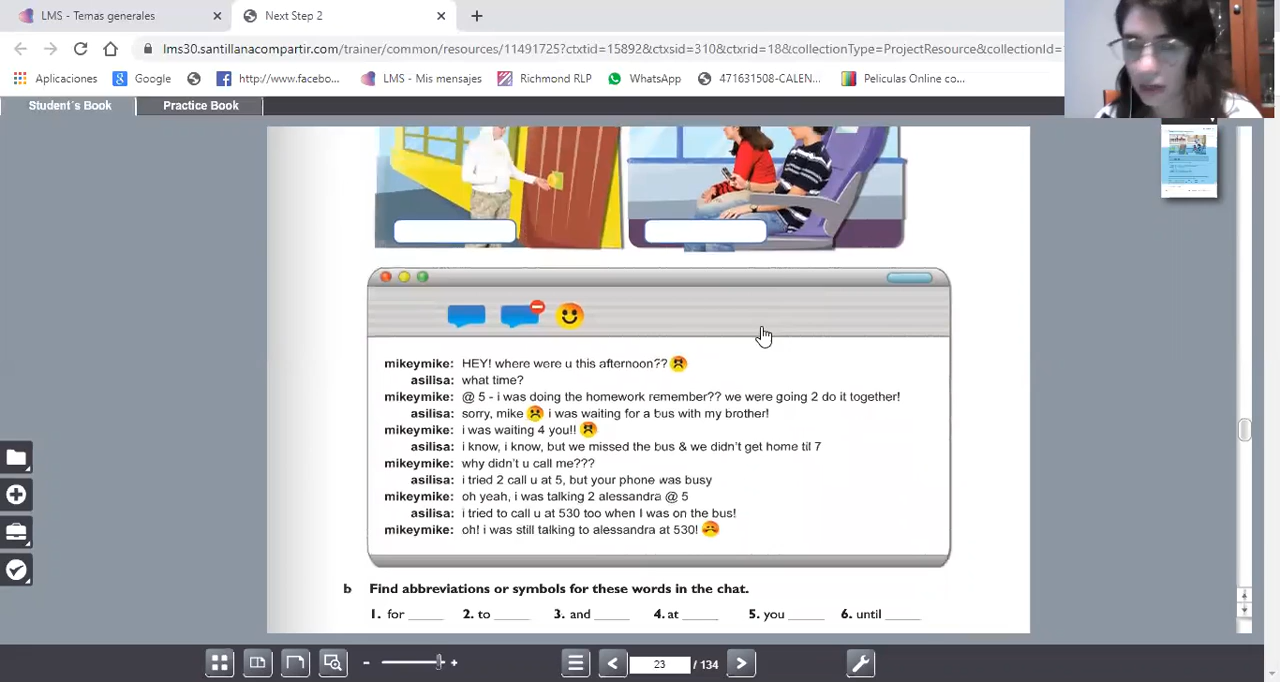 LMS - Temas generales
Next Step 2
lms30.santillanacompartir.com/trainer/common/resources/11491725?ctxtid=15892&ctxsid=310&ctxrid=18&collectionType=ProjectResource&collectionId=
Aplicaciones Google http://www.facebo... LMS - Mis mensajes Richmond RLP WhatsApp 471631508-CALEN... Peliculas Online co...
Student´s Book Practice Book
mikeymike: HEY! where were u this afternoon??
asilisa: what time?
mikeymike: @ 5 - i was doing the homework remember?? we were going 2 do it together!
asilisa: sorry, mike i was waiting for a bus with my brother!
mikeymike: i was waiting 4 you!!
asilisa: i know, i know, but we missed the bus & we didn't get home til 7
mikeymike: why didn't u call me???
asilisa: i tried 2 call u at 5, but your phone was busy
mikeymike: oh yeah, i was talking 2 alessandra @ 5
asilisa: i tried to call u at 530 too when I was on the bus!
mikeymike: oh! i was still talking to alessandra at 530!
b Find abbreviations or symbols for these words in the chat.
1. for _____ 2. to _____ 3. and _____ 4. at _____ 5. you _____ 6. until _____
- +
23 / 134